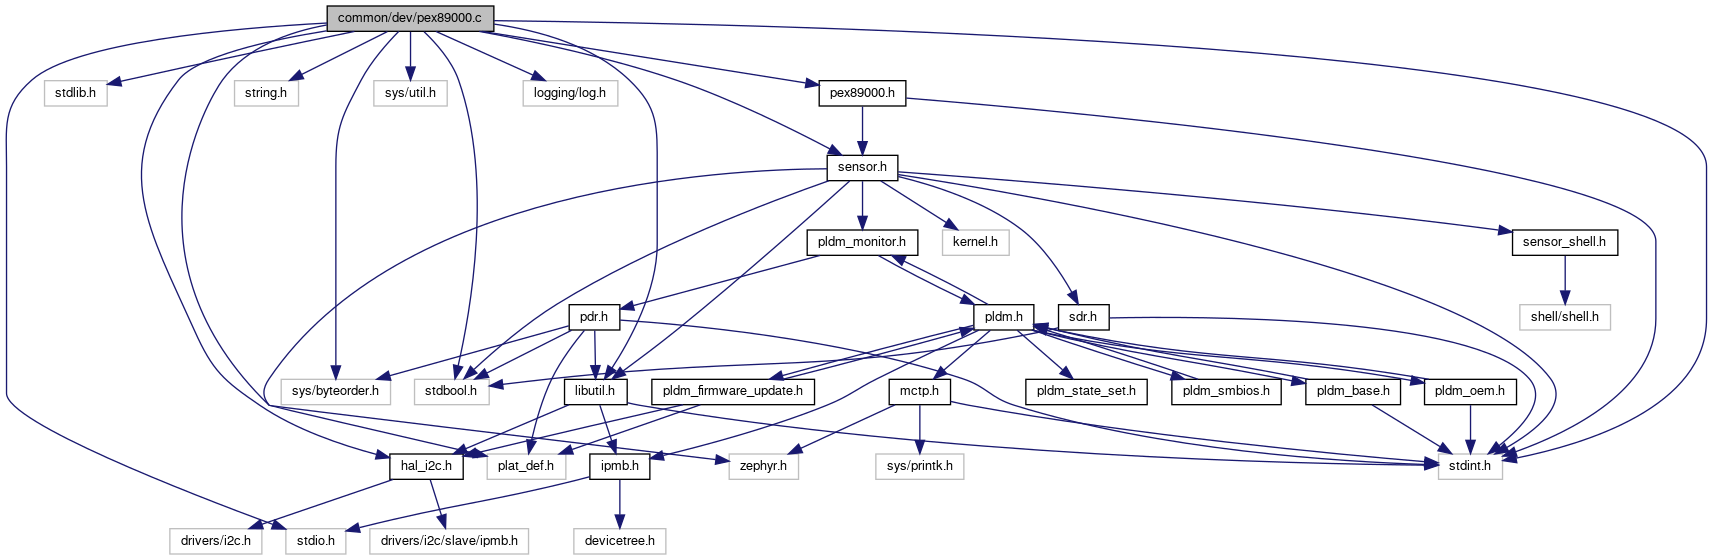 common/dev/pex89000.c
stdlib.h
string.h
sys/util.h
logging/log.h
pex89000.h
sensor.h
pldm_monitor.h
kernel.h
sensor_shell.h
pdr.h
pldm.h
sdr.h
shell/shell.h
sys/byteorder.h
stdbool.h
libutil.h
pldm_firmware_update.h
mctp.h
pldm_state_set.h
pldm_smbios.h
pldm_base.h
pldm_oem.h
hal_i2c.h
plat_def.h
ipmb.h
zephyr.h
sys/printk.h
stdint.h
drivers/i2c.h
stdio.h
drivers/i2c/slave/ipmb.h
devicetree.h